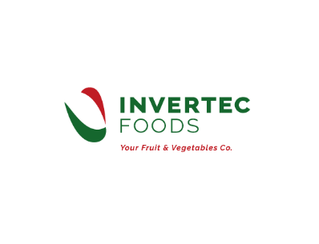 INVERTEC
FOODS
Your Fruit & Vegetables Co.